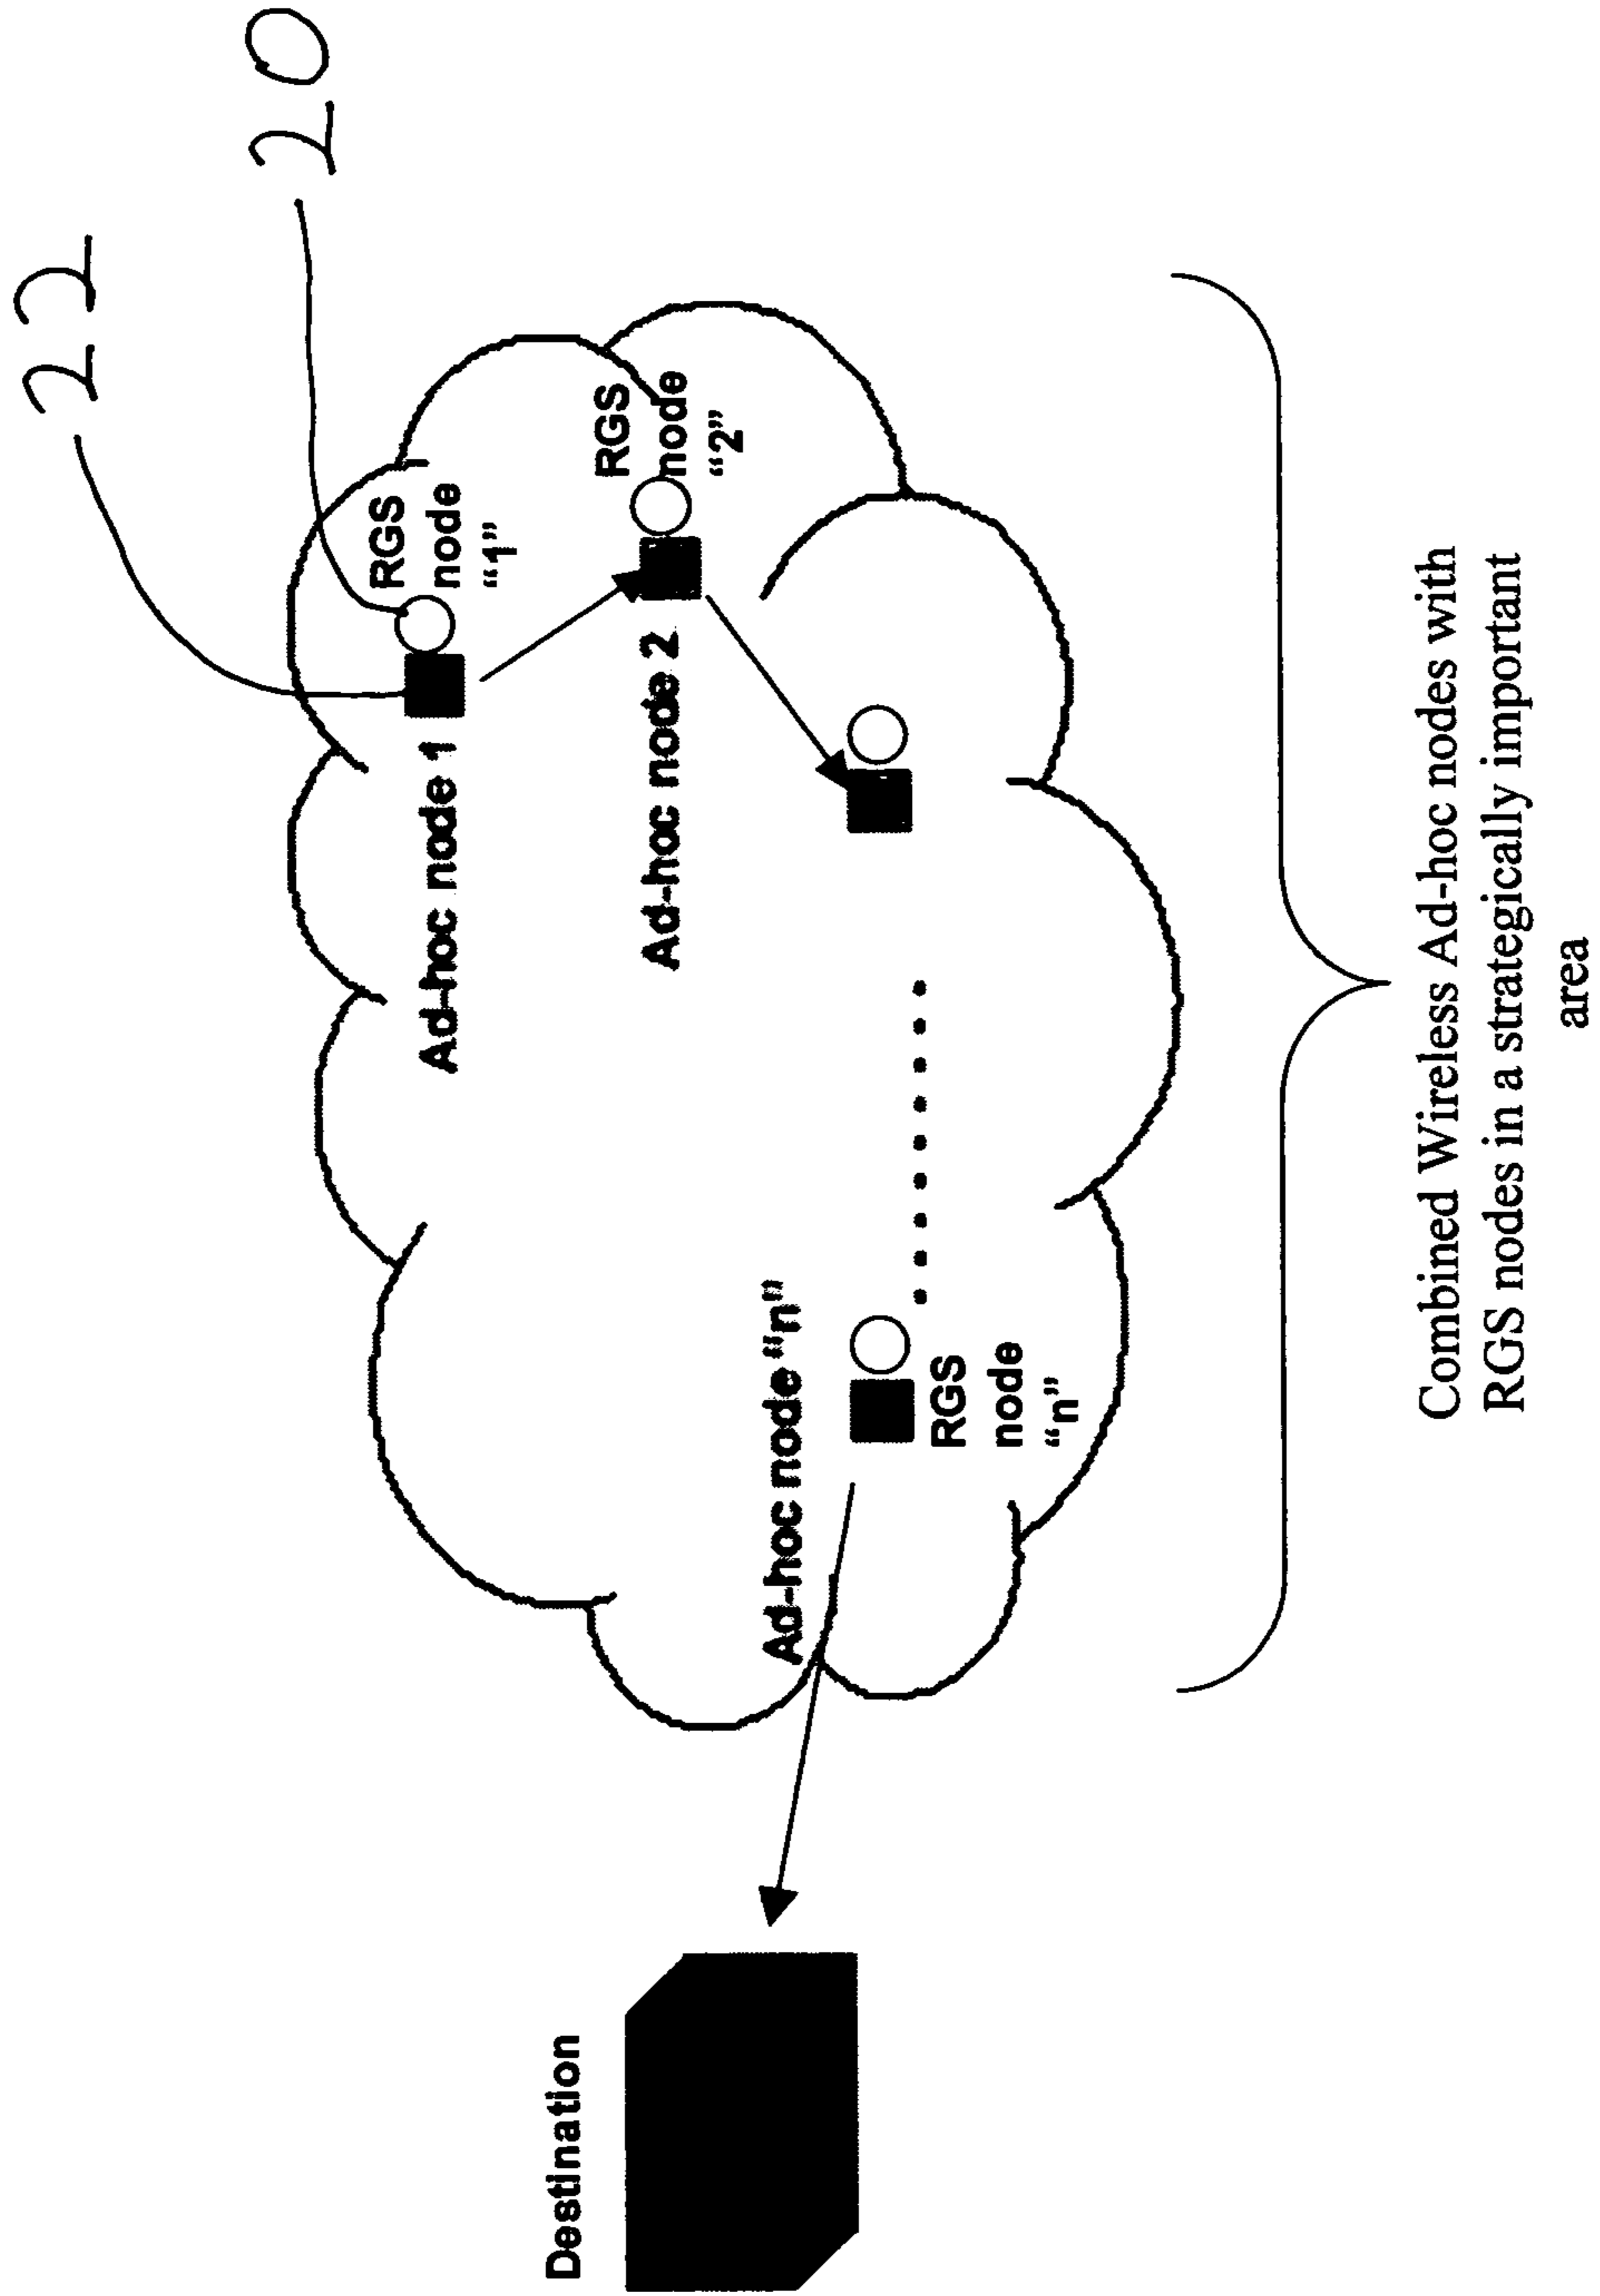 22
20
RGS
node
“1”
Ad-hoc node 1
Destination
RGS
node
“2”
Ad-hoc node 2
Ad-hoc node “n”
RGS
node
“n”
Combined Wireless Ad-hoc nodes with
RGS nodes in a strategically important
area